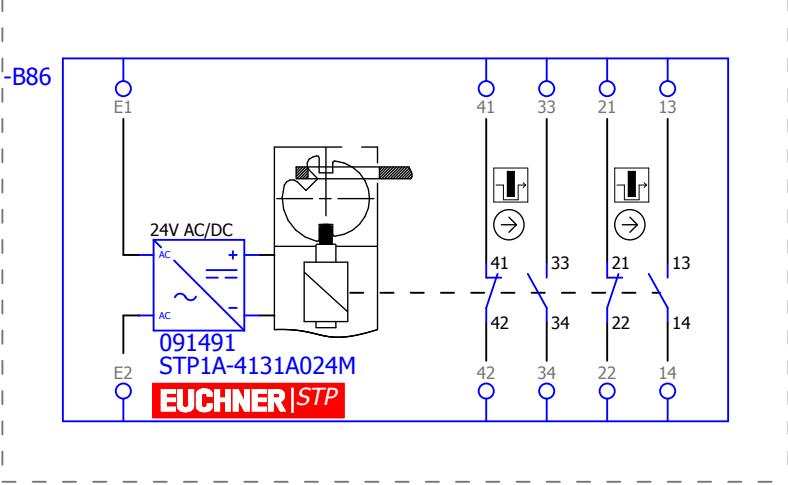 -B86
E1 41 33 21 13
24V AC/DC
AC + 41 33 21 13
AC - 42 34 22 14
091491
STP1A-4131A024M
E2 42 34 22 14
EUCHNER|STP